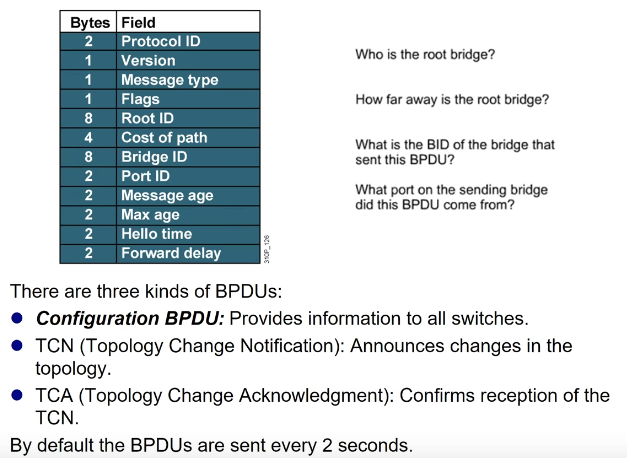 Bytes Field
2 Protocol ID
1 Version
1 Message type
1 Flags
8 Root ID
4 Cost of path
8 Bridge ID
2 Port ID
2 Message age
2 Max age
2 Hello time
2 Forward delay
310P_126
Who is the root bridge?
How far away is the root bridge?
What is the BID of the bridge that
sent this BPDU?
What port on the sending bridge
did this BPDU come from?
There are three kinds of BPDUs:
Configuration BPDU: Provides information to all switches.
TCN (Topology Change Notification): Announces changes in the
topology.
TCA (Topology Change Acknowledgment): Confirms reception of the
TCN.
By default the BPDUs are sent every 2 seconds.